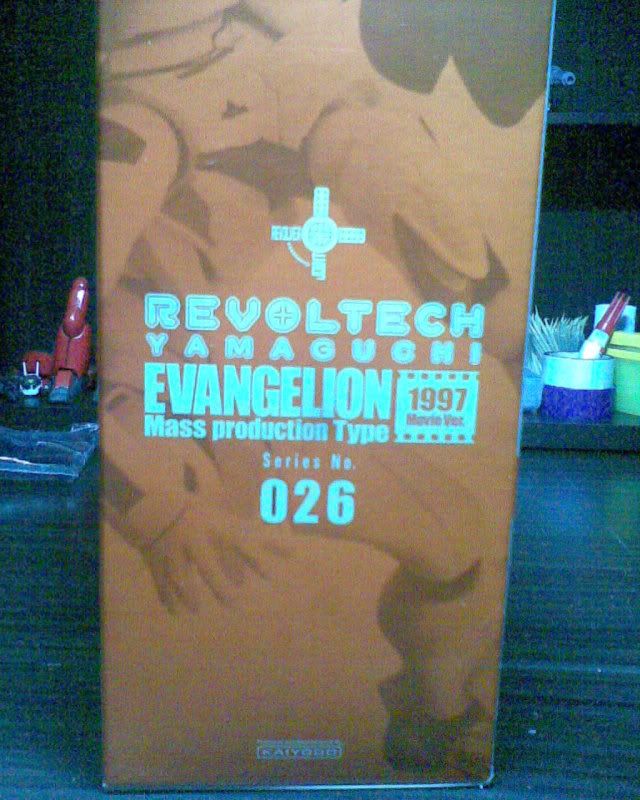 REVOLTECH
YAMAGUCHI
EVANGELION
Mass production Type
1997
Movie Ver.
Series No.
026
KAIYODO